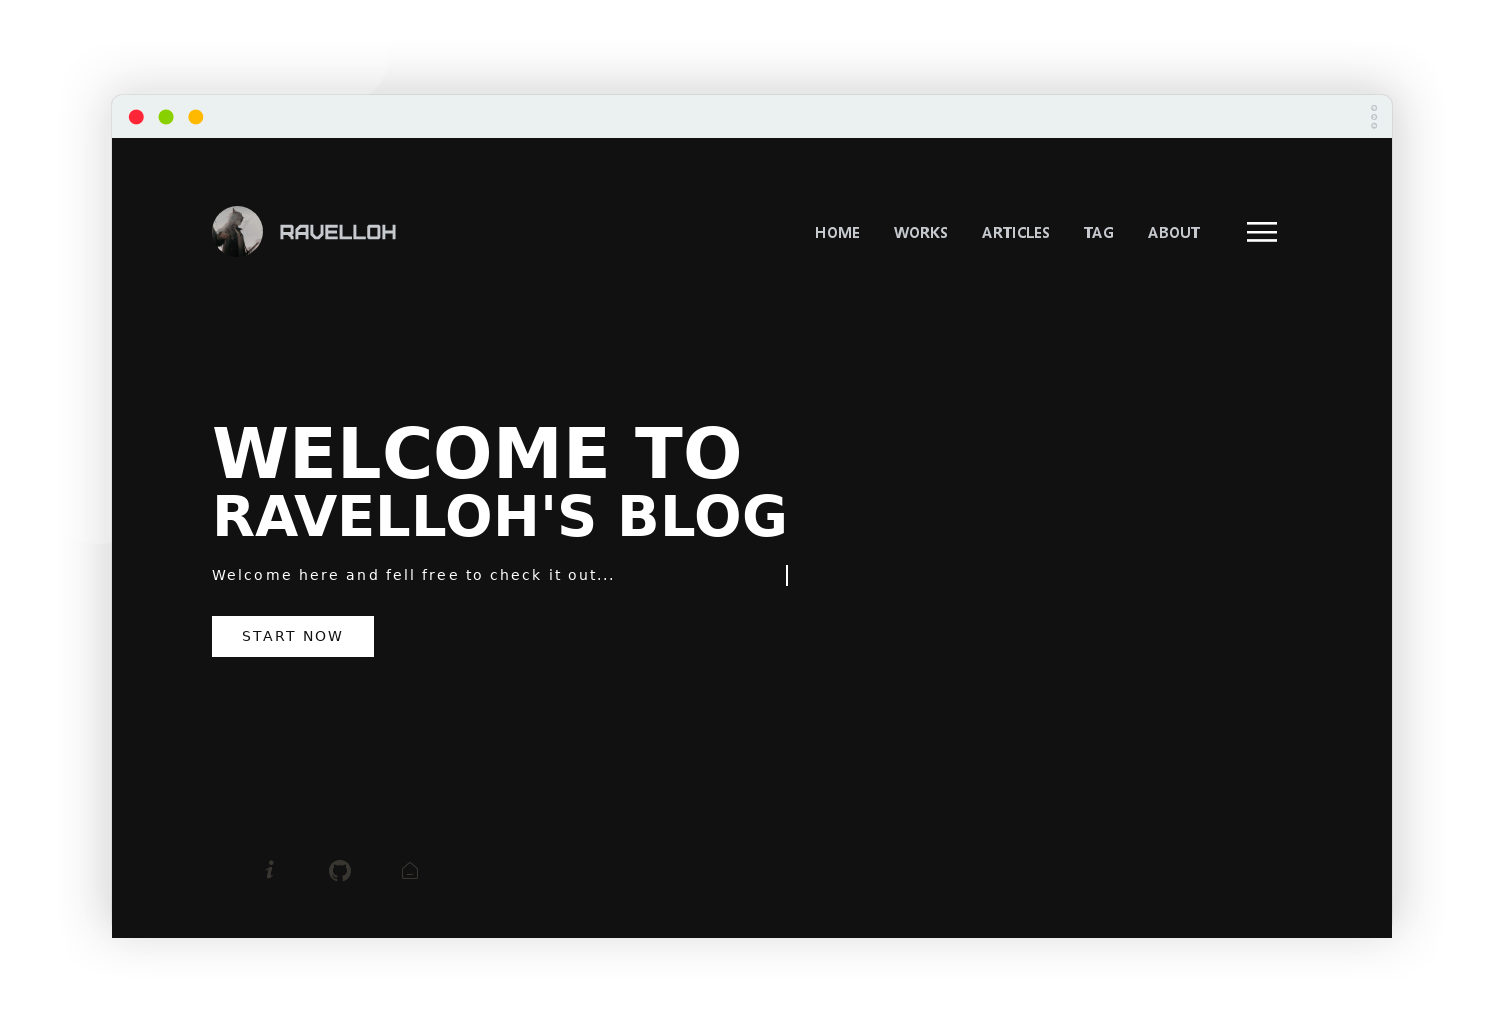 RAVELLOH
HOME WORKS ARTICLES TAG ABOUT
WELCOME TO
RAVELLOH'S BLOG
Welcome here and fell free to check it out...
START NOW